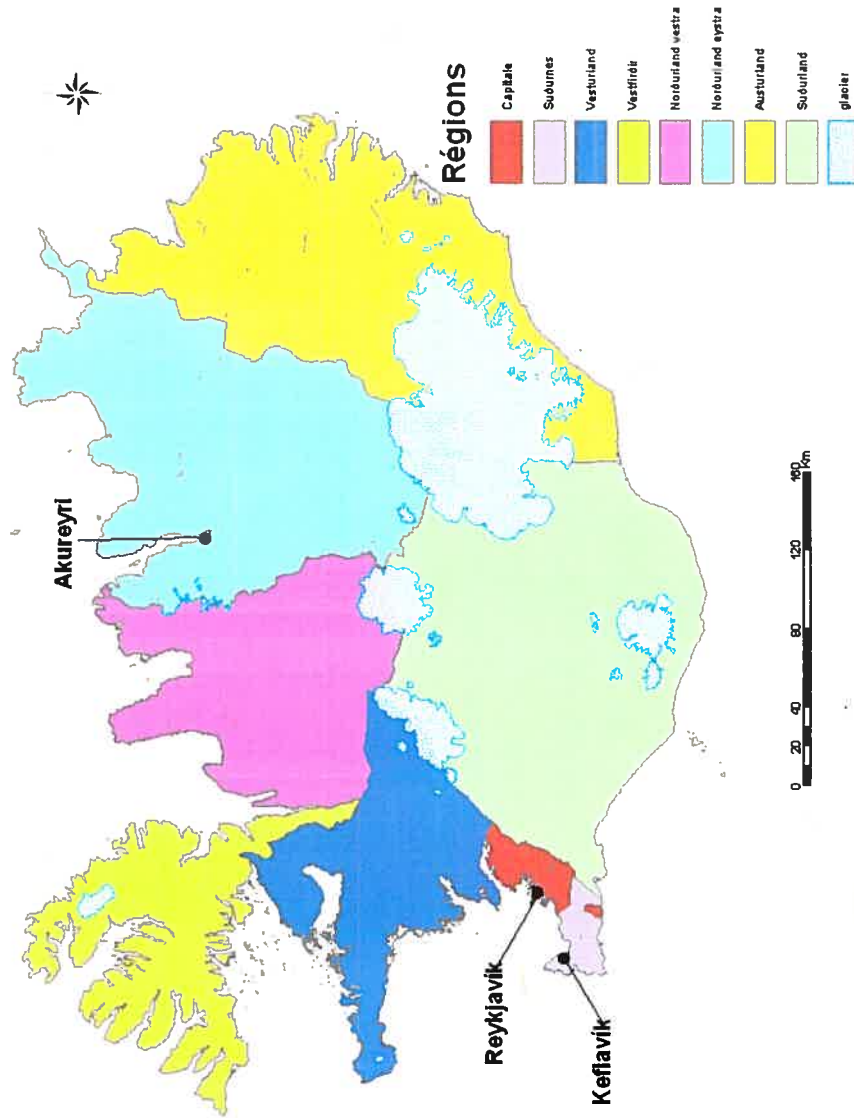 Akureyri
Reykjavik
Keflavik
0 20 40 80 120 160 Km
Régions
Capitale
Suðurnes
Vesturland
Vestfirðir
Norðurland vestra
Norðurland eystra
Austurland
Suðurland
glacier